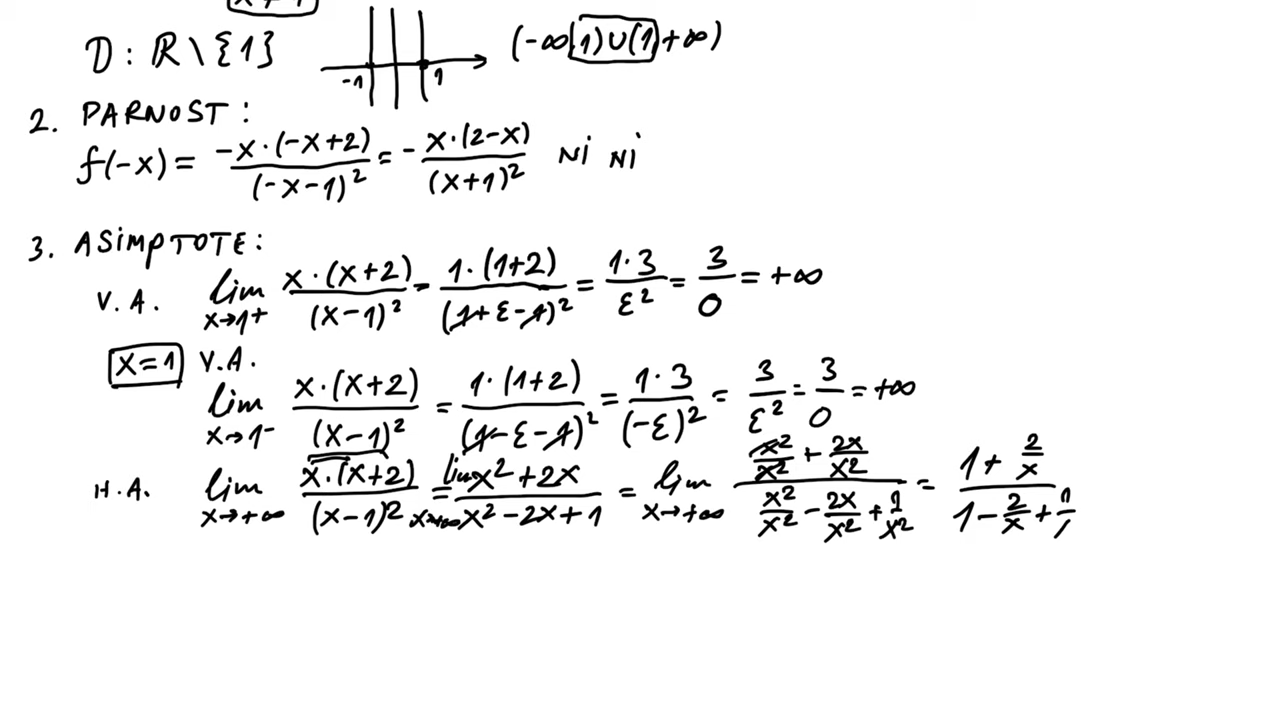 x ≠ 1
D: ℝ \ {1} -1 1 (-∞, 1) ∪ (1, +∞)
2. PARNOST:
f(-x) = -x·(-x+2)/(-x-1)² = - x·(2-x)/(x+1)² Ni Ni
3. ASiMPTOTE:
V.A. lim x→1⁺ x·(x+2)/(x-1)² = 1·(1+2)/(1+ε-1)² = 1·3/ε² = 3/0 = +∞
x=1 V.A.
lim x→1⁻ x·(x+2)/(x-1)² = 1·(1+2)/(1-ε-1)² = 1·3/(-ε)² = 3/ε² = 3/0 = +∞
H.A. lim x→+∞ x·(x+2)/(x-1)² = lim x→+∞ x²+2x/x²-2x+1 = lim x→+∞ (x²/x² + 2x/x²)/(x²/x² - 2x/x² + 1/x²) = (1 + 2/x)/(1 - 2/x + 1/